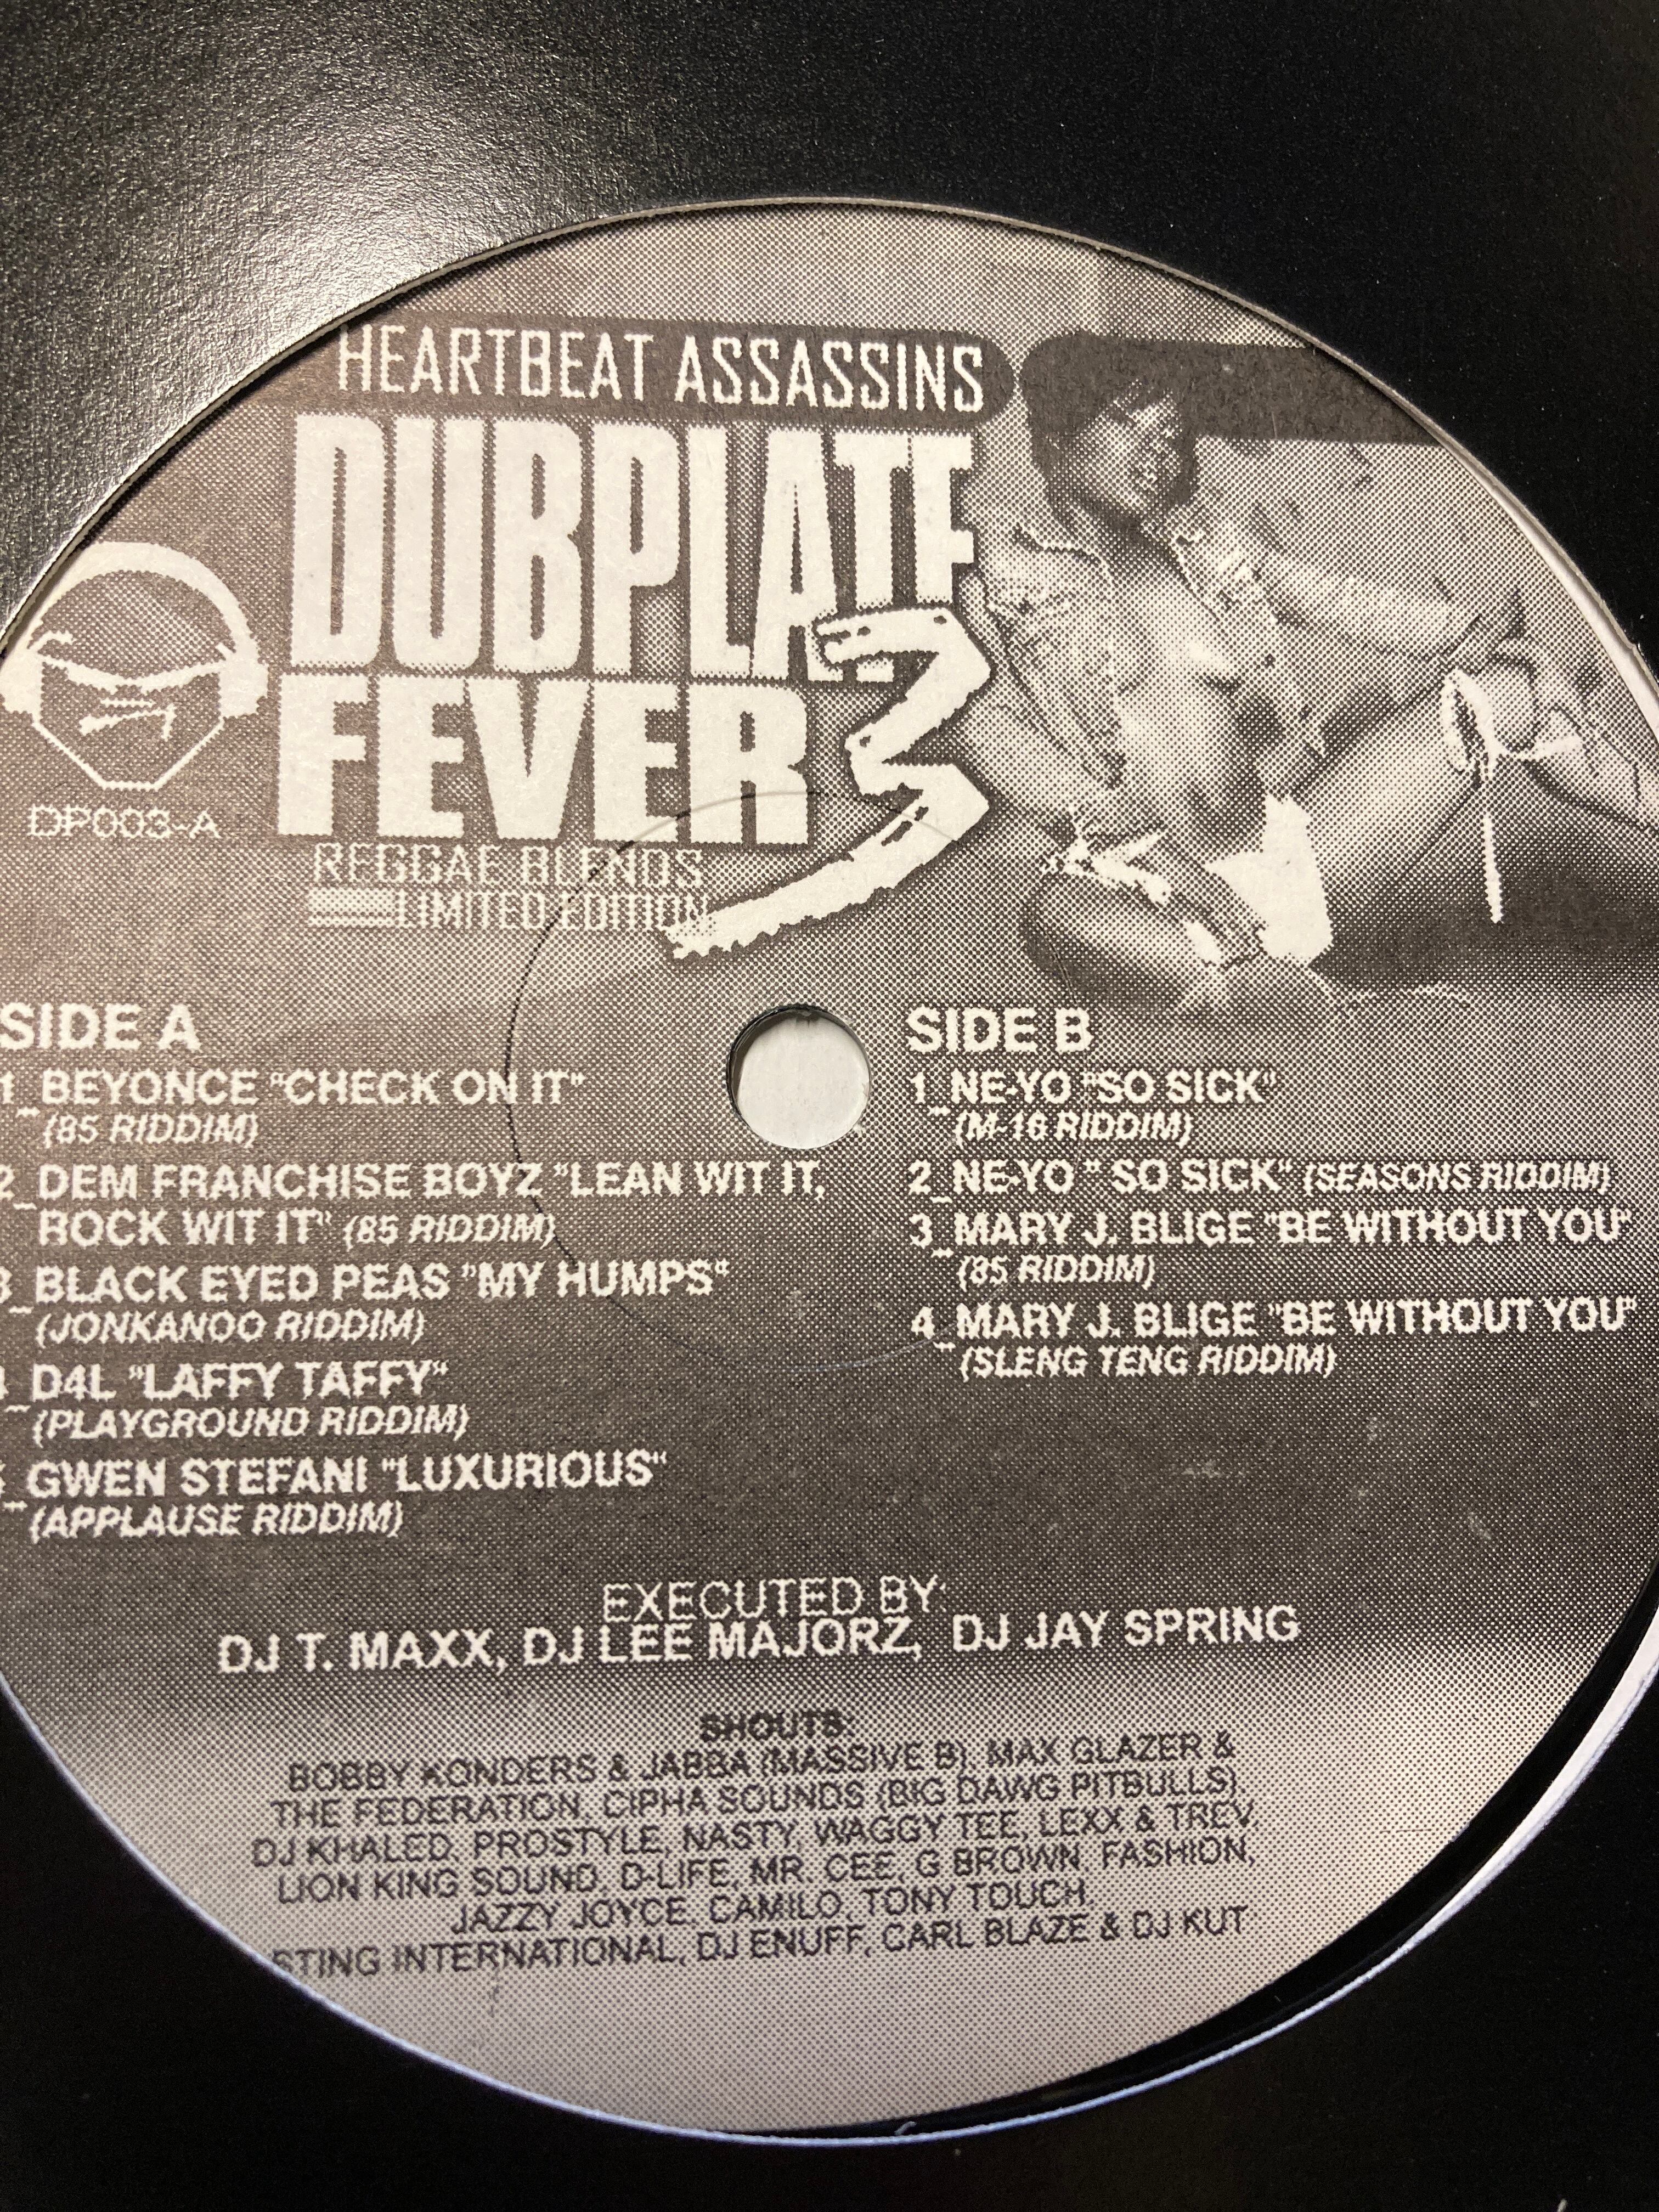 HEARTBEAT ASSASSINS
DUBPLATE
FEVER 3
DP003-A
REGGAE BLENDS
LIMITED EDITION
SIDE A
1_BEYONCE "CHECK ON IT"
(85 RIDDIM)
2_DEM FRANCHISE BOYZ "LEAN WIT IT,
ROCK WIT IT" (85 RIDDIM)
3_BLACK EYED PEAS "MY HUMPS"
(JONKANOO RIDDIM)
4_D4L "LAFFY TAFFY"
(PLAYGROUND RIDDIM)
5_GWEN STEFANI "LUXURIOUS"
(APPLAUSE RIDDIM)
SIDE B
1_NE-YO "SO SICK"
(M-16 RIDDIM)
2_NE-YO " SO SICK" (SEASONS RIDDIM)
3_MARY J. BLIGE "BE WITHOUT YOU"
(85 RIDDIM)
4_MARY J. BLIGE "BE WITHOUT YOU"
(SLENG TENG RIDDIM)
EXECUTED BY:
DJ T. MAXX, DJ LEE MAJORZ, DJ JAY SPRING
SHOUTS:
BOBBY KONDERS & JABBA (MASSIVE B), MAX GLAZER &
THE FEDERATION, CIPHA SOUNDS (BIG DAWG PITBULLS),
DJ KHALED, PROSTYLE, NASTY, WAGGY TEE, LEXX & TREV,
LION KING SOUND, D-LIFE, MR. CEE, G BROWN, FASHION,
JAZZY JOYCE, CAMILO, TONY TOUCH,
STING INTERNATIONAL, DJ ENUFF, CARL BLAZE & DJ KUT